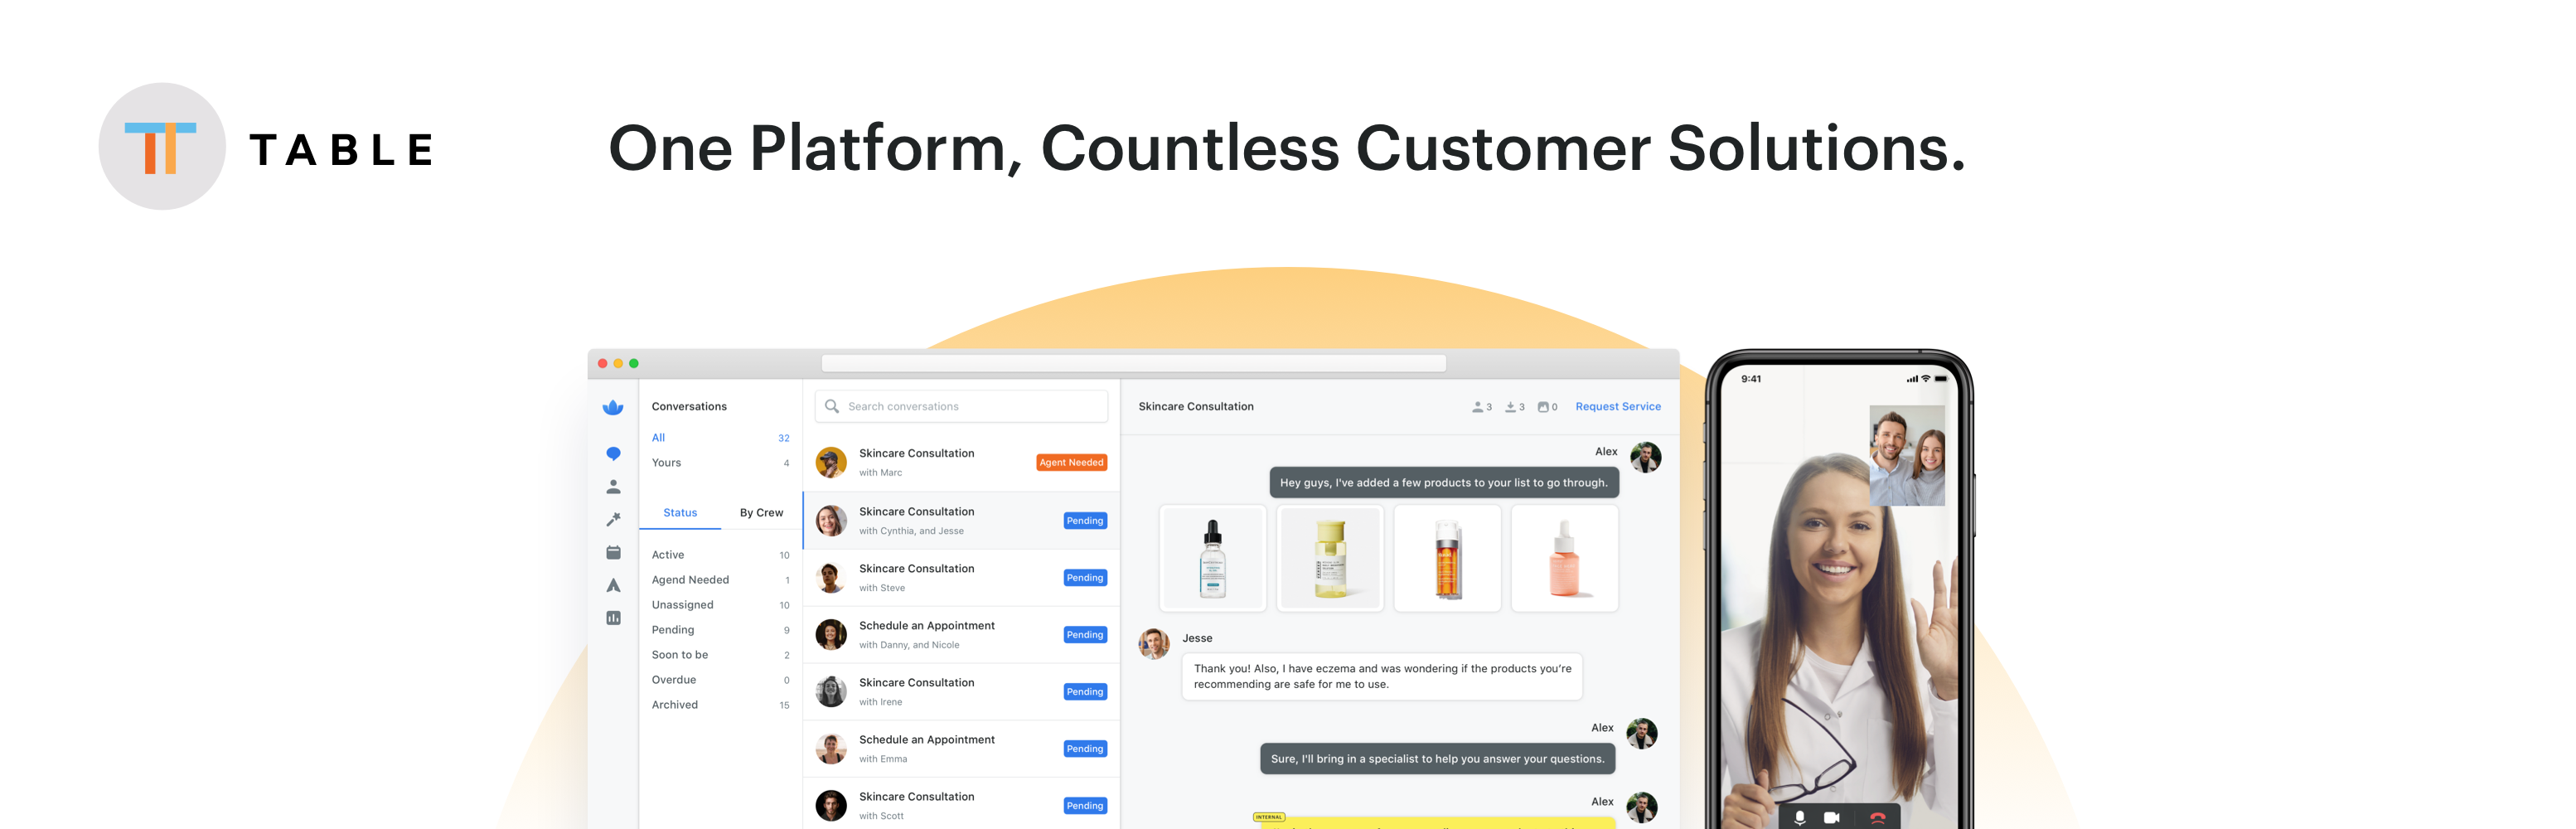 TABLE
One Platform, Countless Customer Solutions.
Conversations
All 32
Yours 4
Status By Crew
Active 10
Agend Needed 1
Unassigned 10
Pending 9
Soon to be 2
Overdue 0
Archived 15
Search conversations
Skincare Consultation
with Marc
Agent Needed
Skincare Consultation
with Cynthia, and Jesse
Pending
Skincare Consultation
with Steve
Pending
Schedule an Appointment
with Danny, and Nicole
Pending
Skincare Consultation
with Irene
Pending
Schedule an Appointment
with Emma
Pending
Skincare Consultation
with Scott
Pending
Skincare Consultation 3 3 0 Request Service
Alex
Hey guys, I've added a few products to your list to go through.
Jesse
Thank you! Also, I have eczema and was wondering if the products you're
recommending are safe for me to use.
Alex
Sure, I'll bring in a specialist to help you answer your questions.
Alex
INTERNAL
9:41